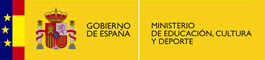 GOBIERNO
DE ESPAÑA
MINISTERIO
DE EDUCACIÓN, CULTURA
Y DEPORTE